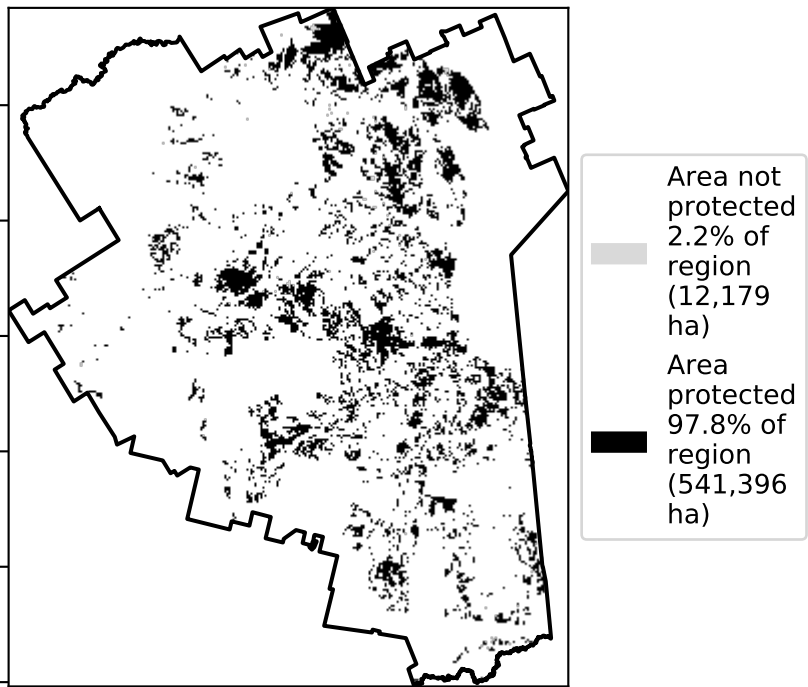 Area not
protected
2.2% of
region
(12,179
ha)
Area
protected
97.8% of
region
(541,396
ha)